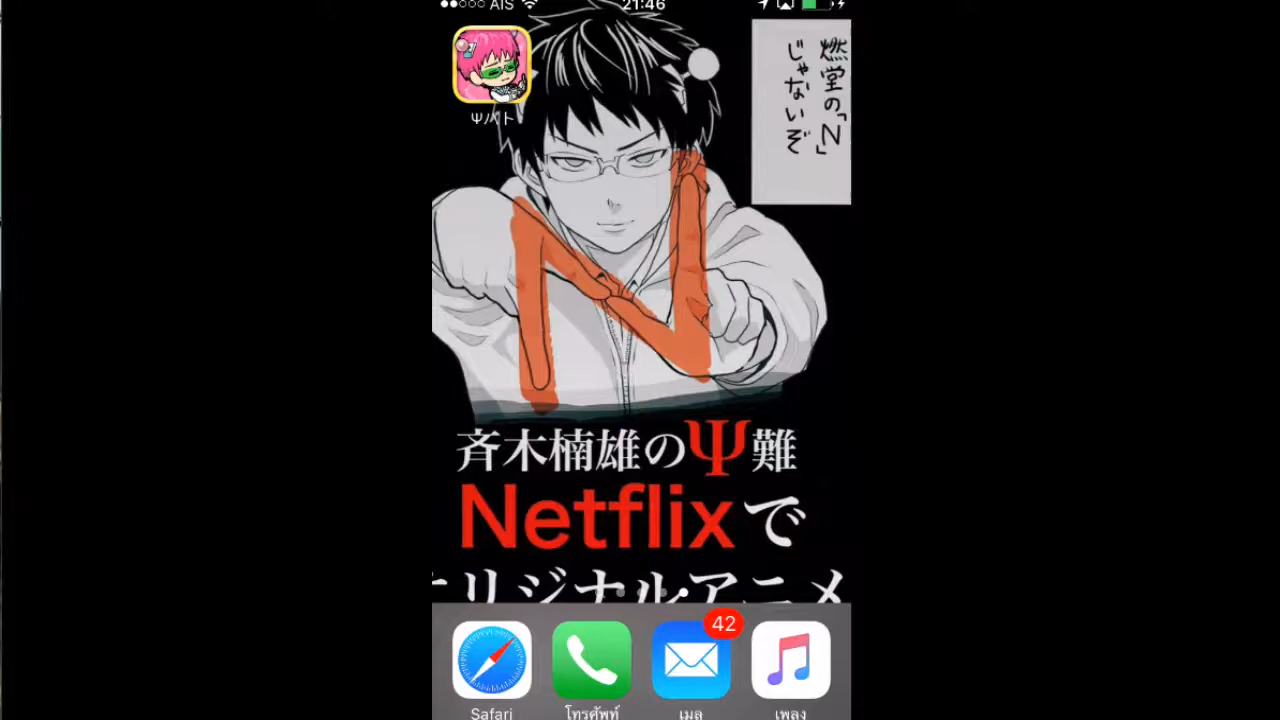 AIS
21:46
燃堂の「N」
じゃないぞ
Ψバト
斉木楠雄のΨ難
Netflixで
オリジナル・アニメ
42
Safari
โทรศัพท์
เมล
เพลง